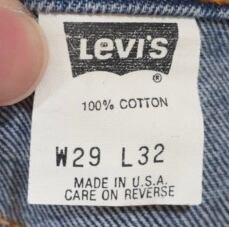 LEVI'S
®
100% COTTON
W29 L32
MADE IN U.S.A.
CARE ON REVERSE